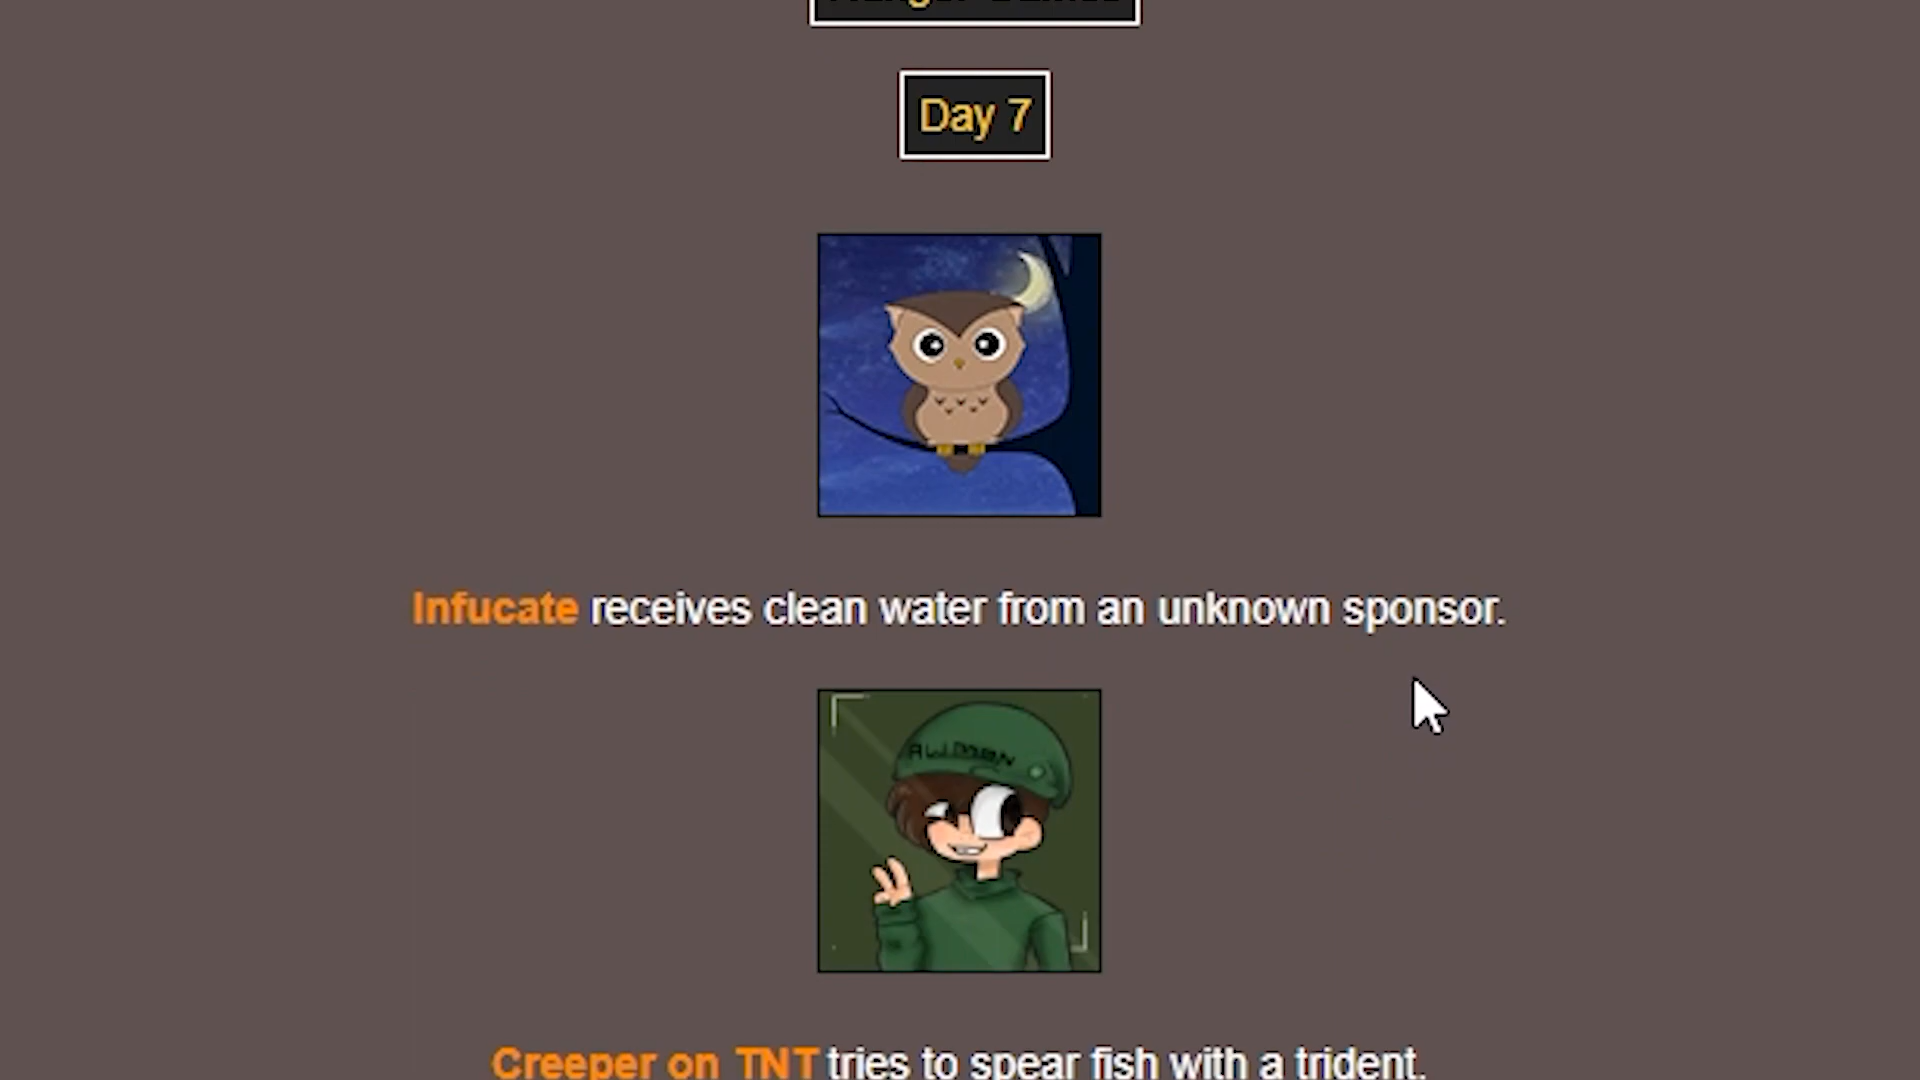 Day 7
Infucate receives clean water from an unknown sponsor.
Creeper on TNT tries to spear fish with a trident.